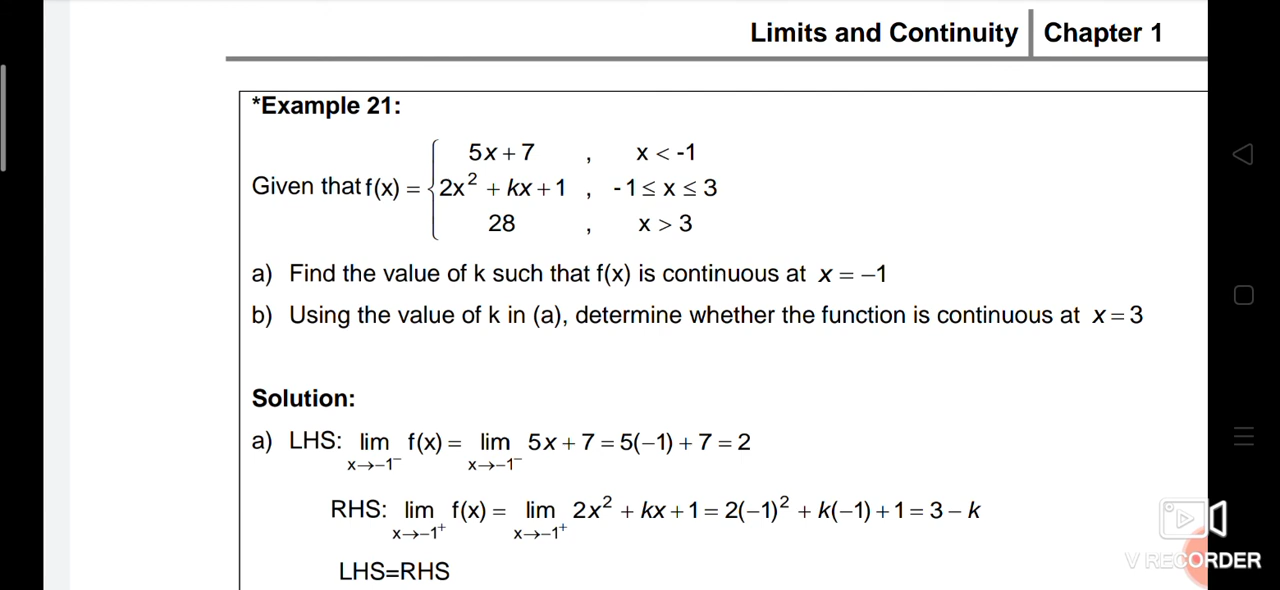 Limits and Continuity Chapter 1
*Example 21:
5x + 7 , x < -1
Given that f(x) = { 2x² + kx + 1 , -1 ≤ x ≤ 3
28 , x > 3
a) Find the value of k such that f(x) is continuous at x = −1
b) Using the value of k in (a), determine whether the function is continuous at x = 3
Solution:
a) LHS: lim f(x) = lim 5x + 7 = 5(−1) + 7 = 2
x→−1⁻ x→−1⁻
RHS: lim f(x) = lim 2x² + kx + 1 = 2(−1)² + k(−1) + 1 = 3 − k
x→−1⁺ x→−1⁺
LHS=RHS
V RECORDER